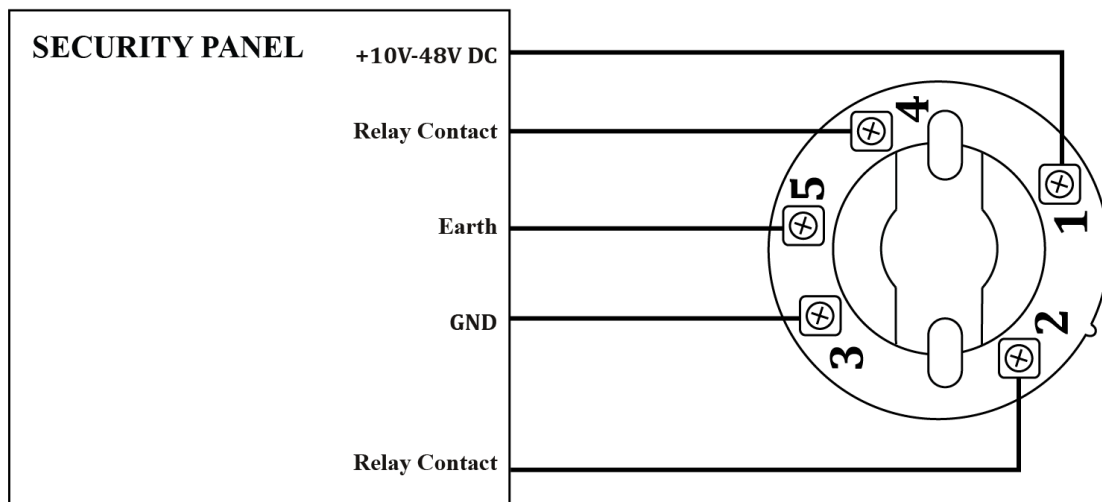 SECURITY PANEL
+10V-48V DC
Relay Contact
Earth
GND
Relay Contact
4
5
1
2
3